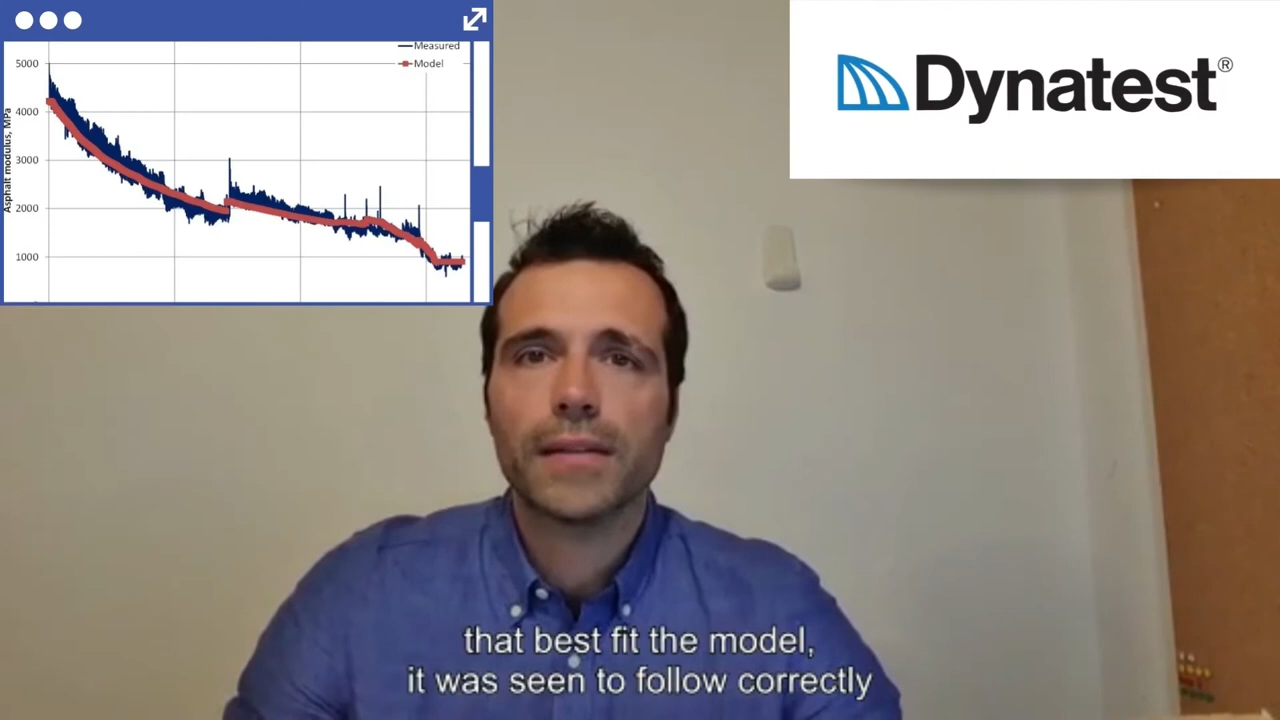 Measured
Model
5000
4000
3000
2000
1000
Asphalt modulus, MPa
Dynatest®
that best fit the model,
it was seen to follow correctly